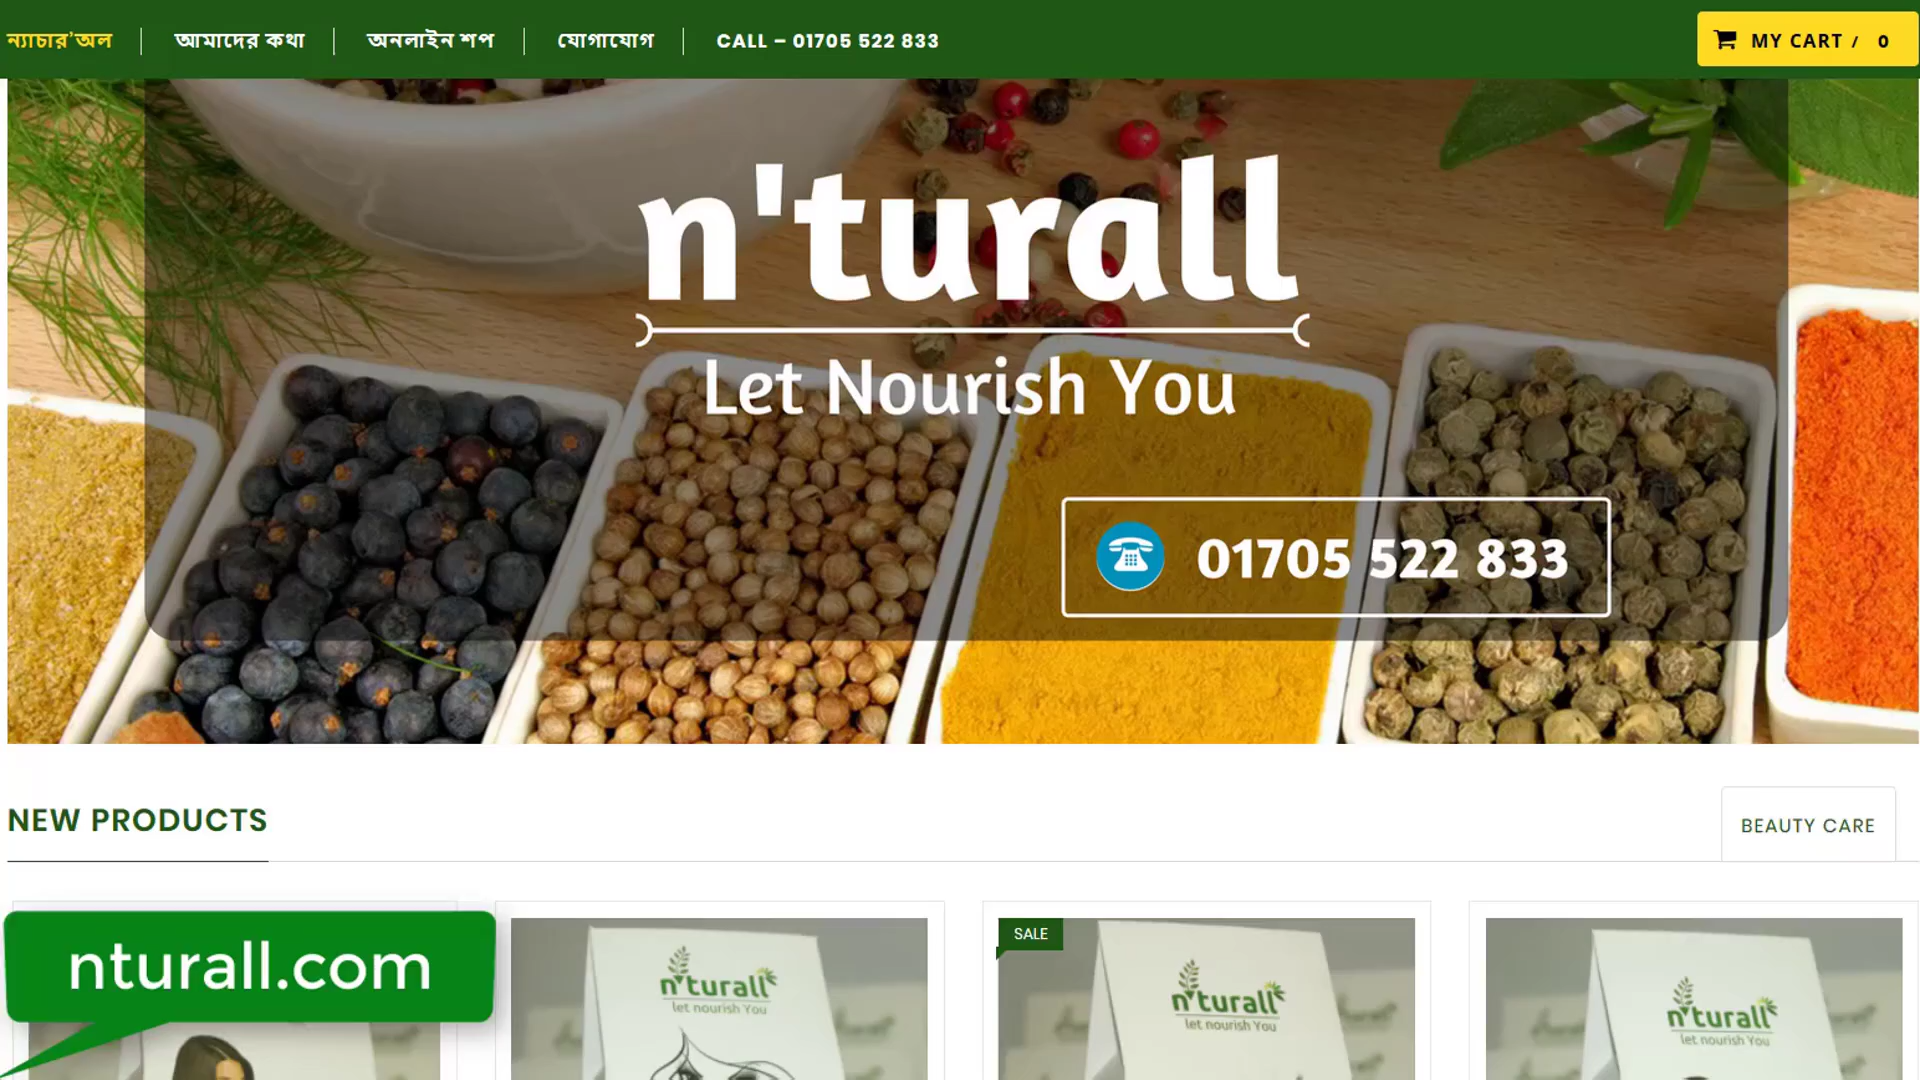 ন্যাচার'অল
আমাদের কথা
অনলাইন শপ
যোগাযোগ
CALL – 01705 522 833
MY CART / 0
n'turall
Let Nourish You
01705 522 833
NEW PRODUCTS
BEAUTY CARE
nturall.com
n'turall
let nourish You
SALE
n'turall
let nourish You
n'turall
let nourish You